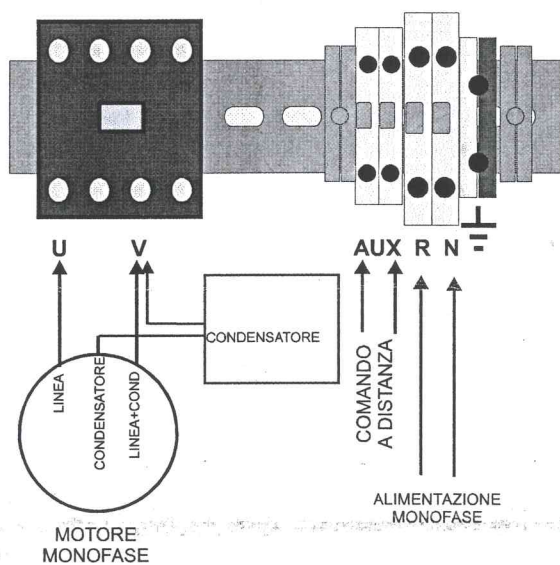 U V AUX R N
CONDENSATORE
LINEA
CONDENSATORE
LINEA+COND
COMANDO
A DISTANZA
ALIMENTAZIONE
MONOFASE
MOTORE
MONOFASE